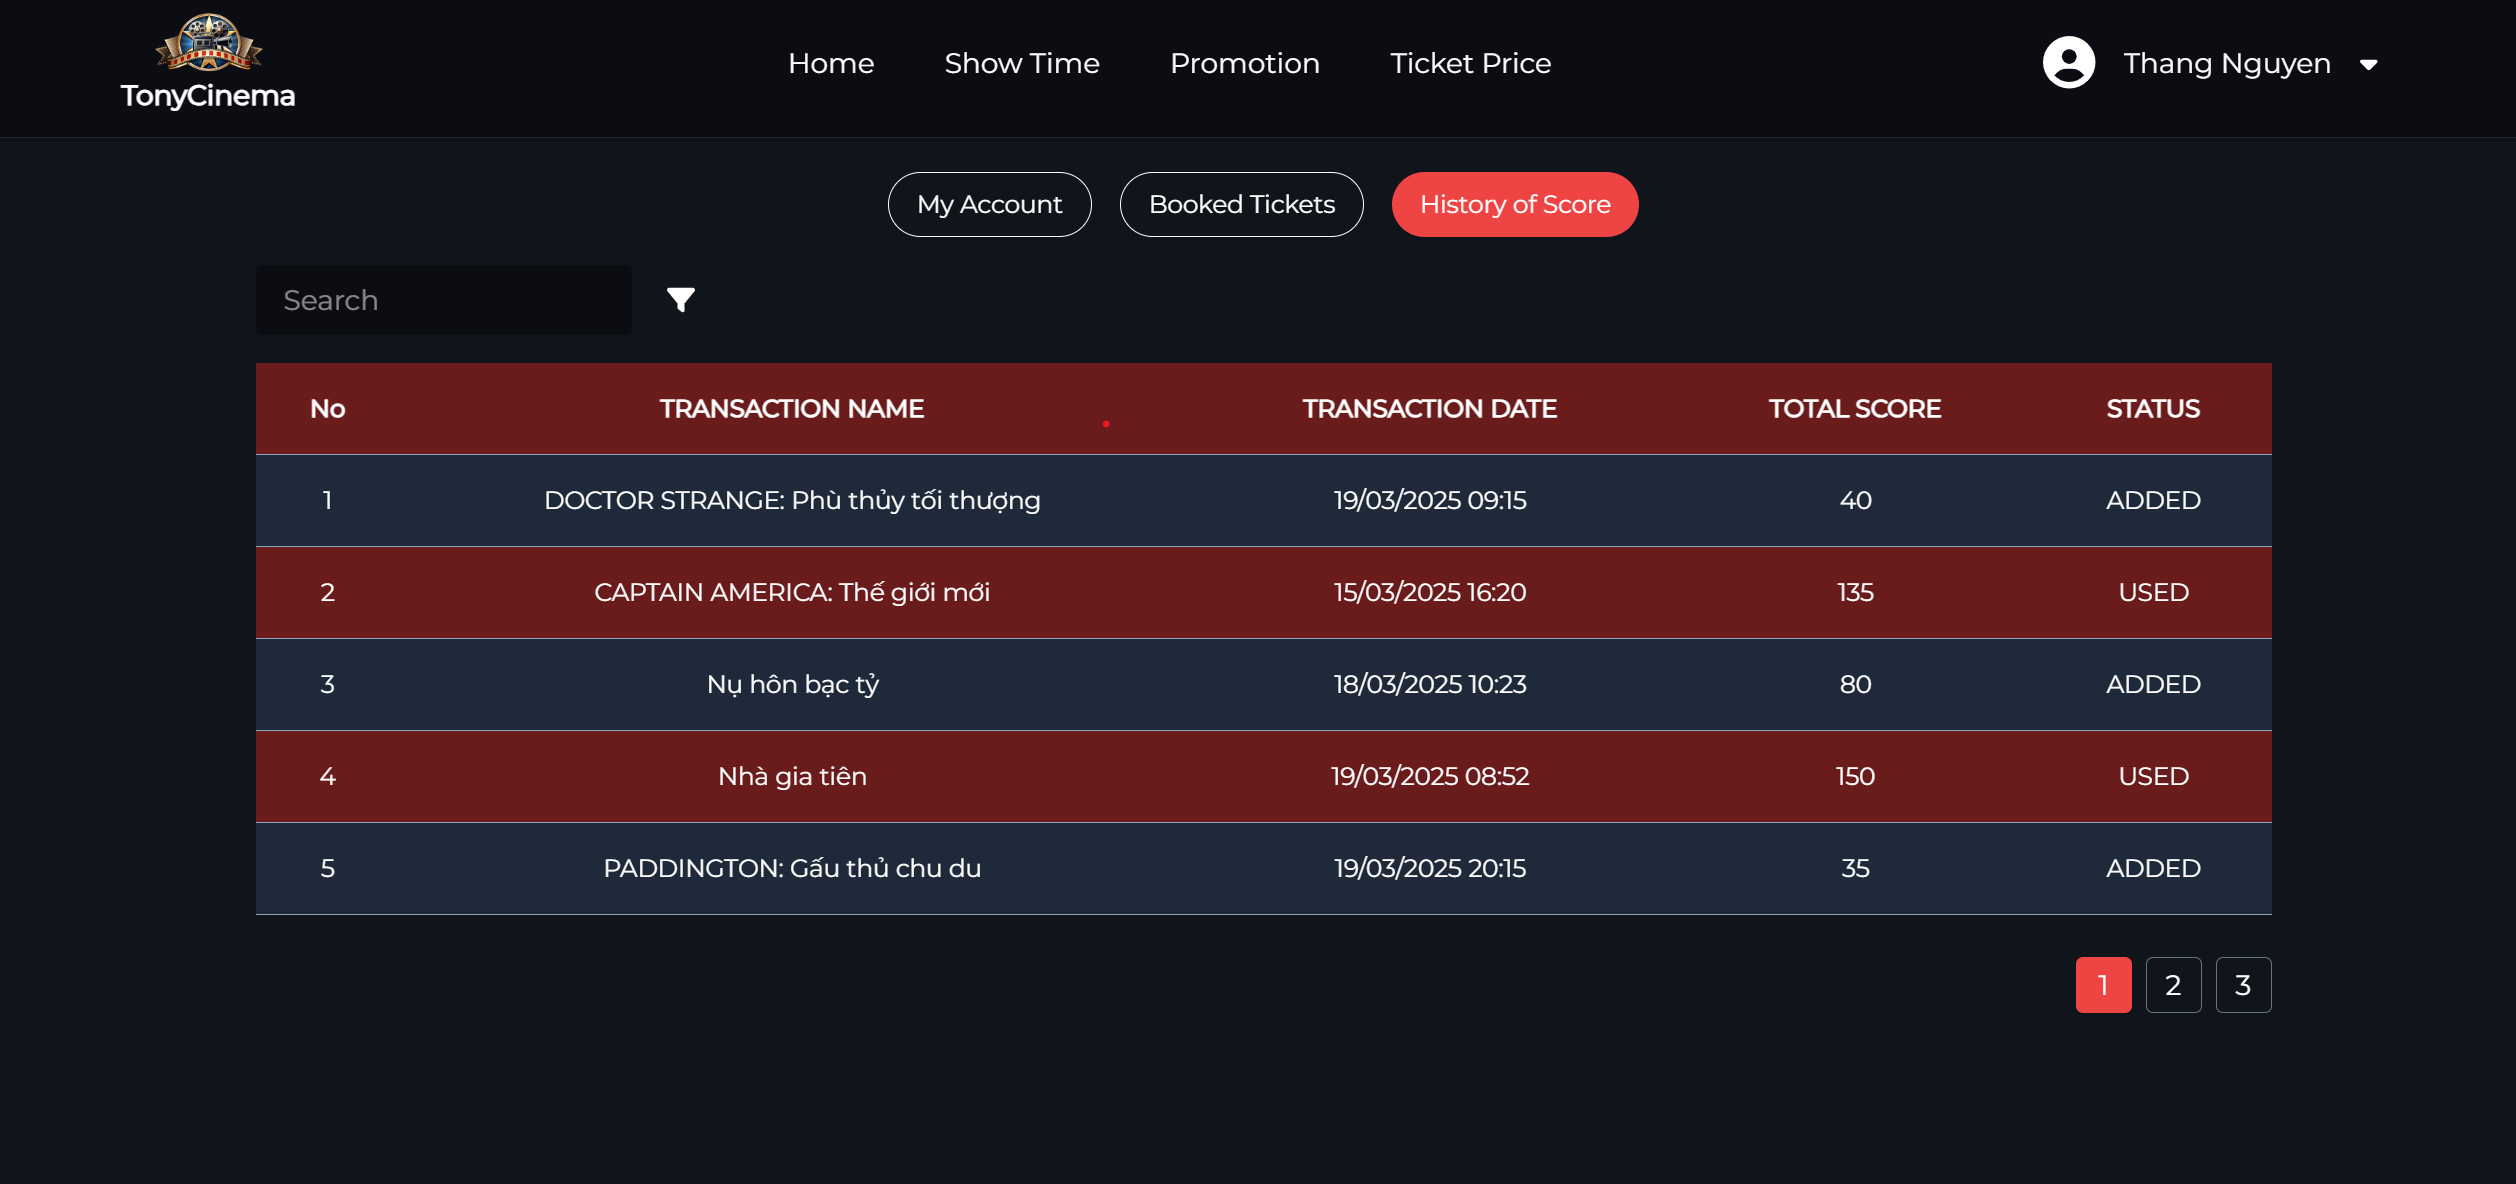 TonyCinema
Home Show Time Promotion Ticket Price
Thang Nguyen
My Account Booked Tickets History of Score
Search
No TRANSACTION NAME TRANSACTION DATE TOTAL SCORE STATUS
1 DOCTOR STRANGE: Phù thủy tối thượng 19/03/2025 09:15 40 ADDED
2 CAPTAIN AMERICA: Thế giới mới 15/03/2025 16:20 135 USED
3 Nụ hôn bạc tỷ 18/03/2025 10:23 80 ADDED
4 Nhà gia tiên 19/03/2025 08:52 150 USED
5 PADDINGTON: Gấu thủ chu du 19/03/2025 20:15 35 ADDED
1 2 3